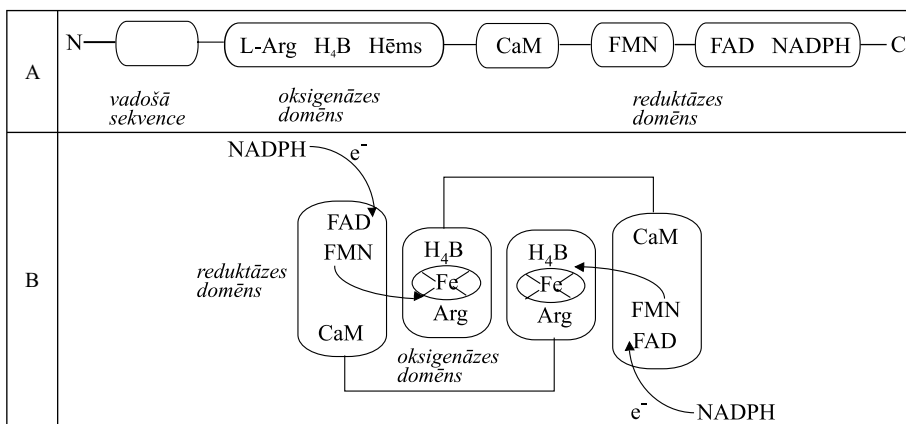 A
N L-Arg H₄B Hēms CaM FMN FAD NADPH C
vadošā sekvence
oksigenāzes domēns
reduktāzes domēns
B
NADPH e⁻
FAD
FMN
CaM
reduktāzes domēns
H₄B
Fe
Arg
oksigenāzes domēns
H₄B
Fe
Arg
CaM
FMN
FAD
e⁻ NADPH